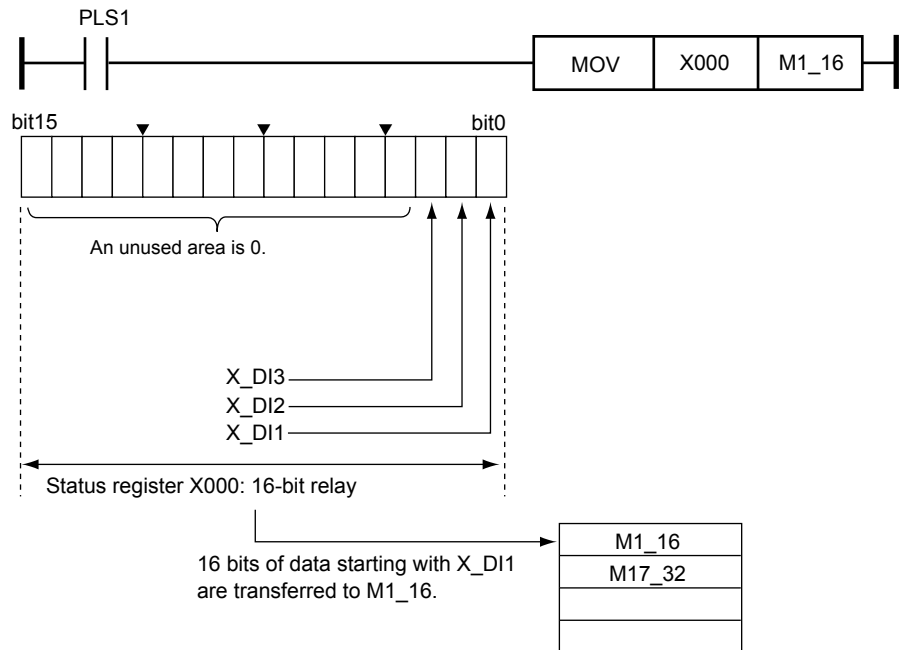 PLS1
MOV X000 M1_16
bit15 bit0
An unused area is 0.
X_DI3
X_DI2
X_DI1
Status register X000: 16-bit relay
16 bits of data starting with X_DI1
are transferred to M1_16.
M1_16
M17_32